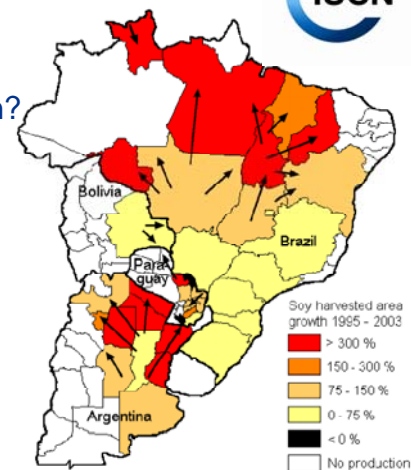 n?
Bolivia
Brazil
Para-
guay
Argentina
Soy harvested area
growth 1995 - 2003
> 300 %
150 - 300 %
75 - 150 %
0 - 75 %
< 0 %
No production